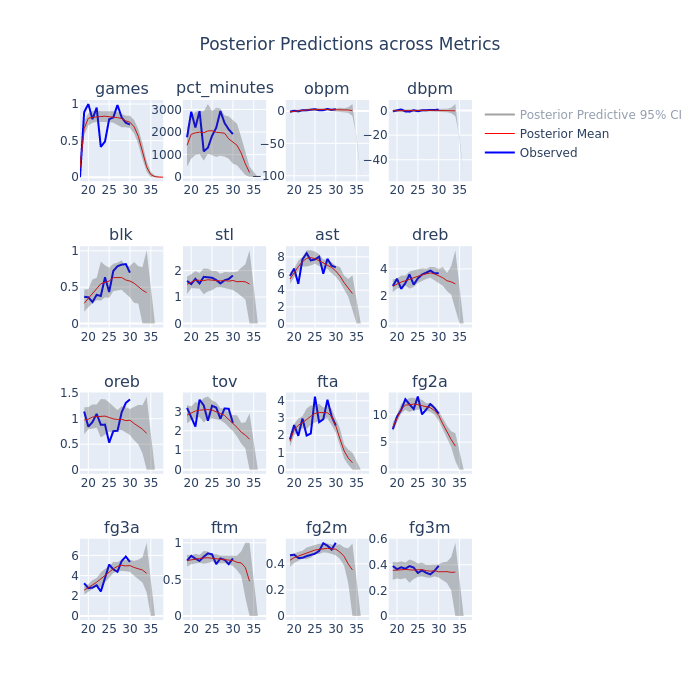 Posterior Predictions across Metrics
games pct_minutes obpm dbpm
1 0.5 0 20 25 30 35
3000 2000 1000 0 20 25 30 35
0 −50 −100 20 25 30 35
0 −20 −40 20 25 30 35
Posterior Predictive 95% CI
Posterior Mean
Observed
blk stl ast dreb
1 0.5 0 20 25 30 35
2 1 0 20 25 30 35
8 6 4 2 0 20 25 30 35
4 2 0 20 25 30 35
oreb tov fta fg2a
1.5 1 0.5 0 20 25 30 35
3 2 1 0 20 25 30 35
4 3 2 1 0 20 25 30 35
10 5 0 20 25 30 35
fg3a ftm fg2m fg3m
6 4 2 0 20 25 30 35
1 0.5 0 20 25 30 35
0.4 0.2 0 20 25 30 35
0.6 0.4 0.2 0 20 25 30 35